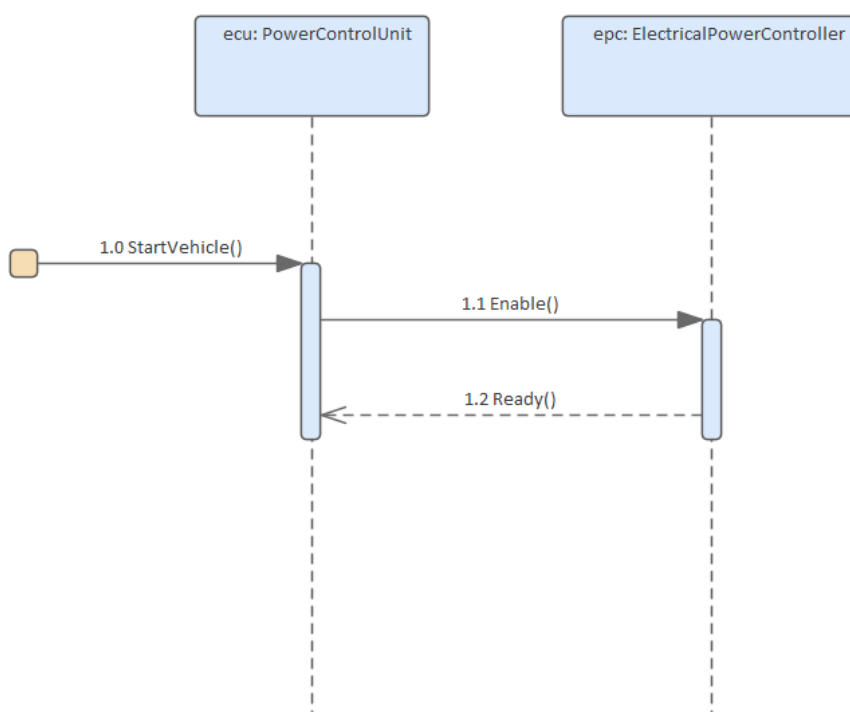 ecu: PowerControlUnit
epc: ElectricalPowerController
1.0 StartVehicle()
1.1 Enable()
1.2 Ready()